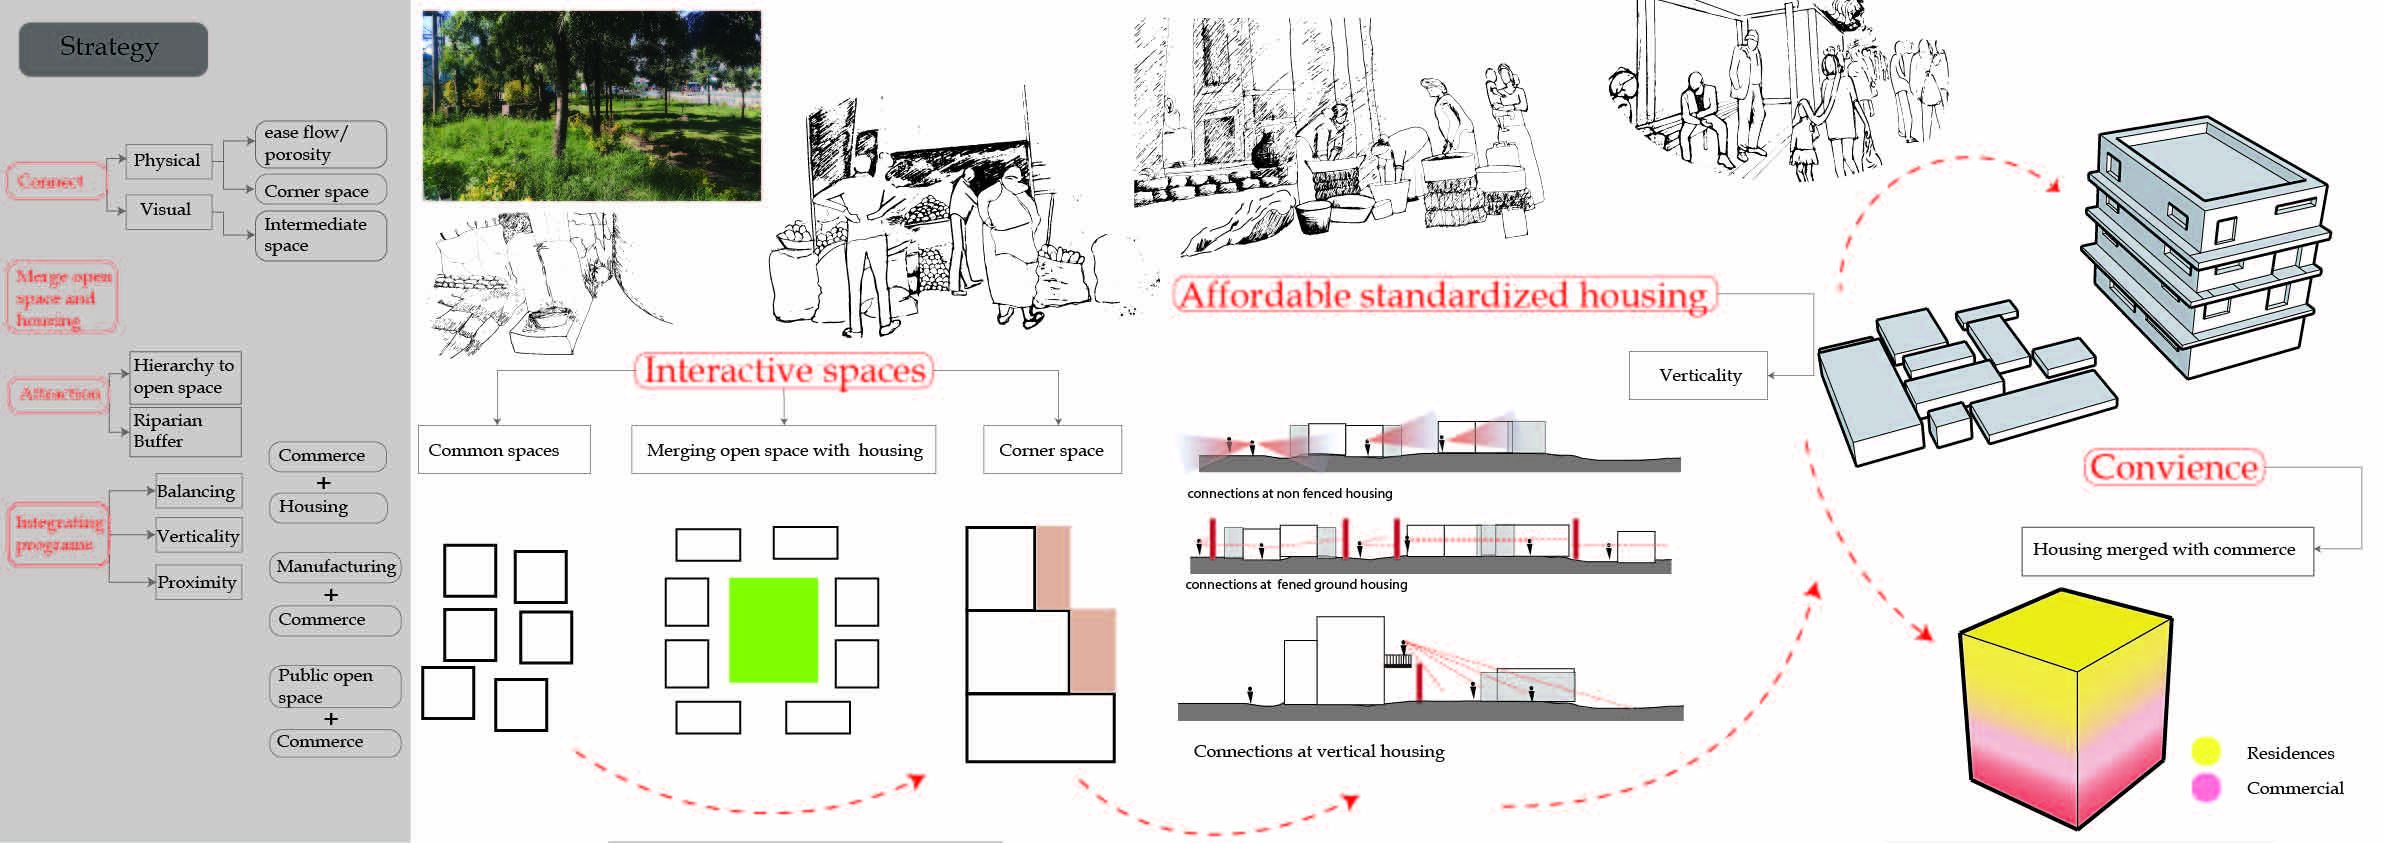 Strategy
Connect
Physical
Visual
ease flow/
porosity
Corner space
Intermediate
space
Merge open
space and
housing
Attraction
Hierarchy to
open space
Riparian
Buffer
Integrating
programe
Balancing
Verticality
Proximity
Commerce
+
Housing
Manufacturing
+
Commerce
Public open
space
+
Commerce
Interactive spaces
Common spaces
Merging open space with housing
Corner space
Affordable standardized housing
Verticality
connections at non fenced housing
connections at fened ground housing
Connections at vertical housing
Convience
Housing merged with commerce
Residences
Commercial